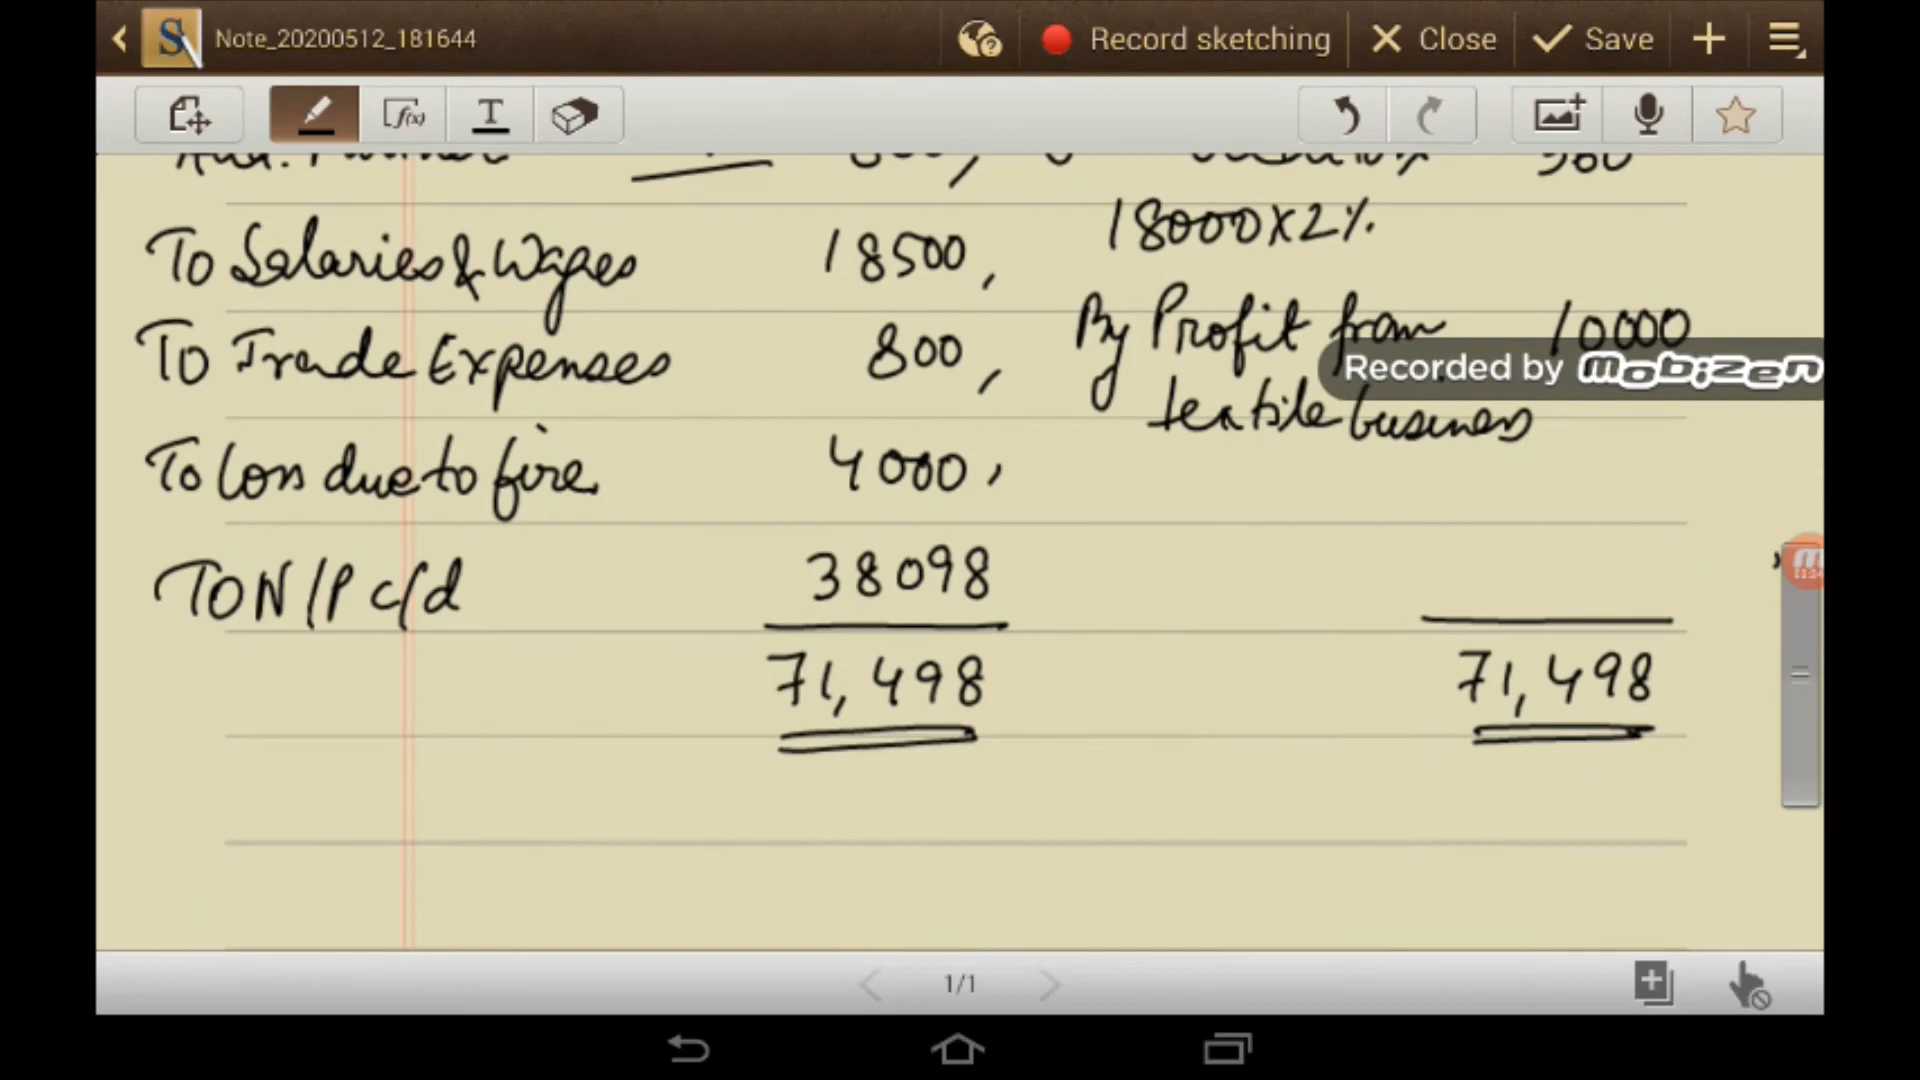 Note_20200512_181644 Record sketching Close Save
18000x2%
To Salaries & Wages 18500,
By Profit from 10000
To Trade Expenses 800,
Recorded by mobizen
textile business
To Loss due to fire 4000,
TO N/P c/d 38098
71,498 71,498
1/1